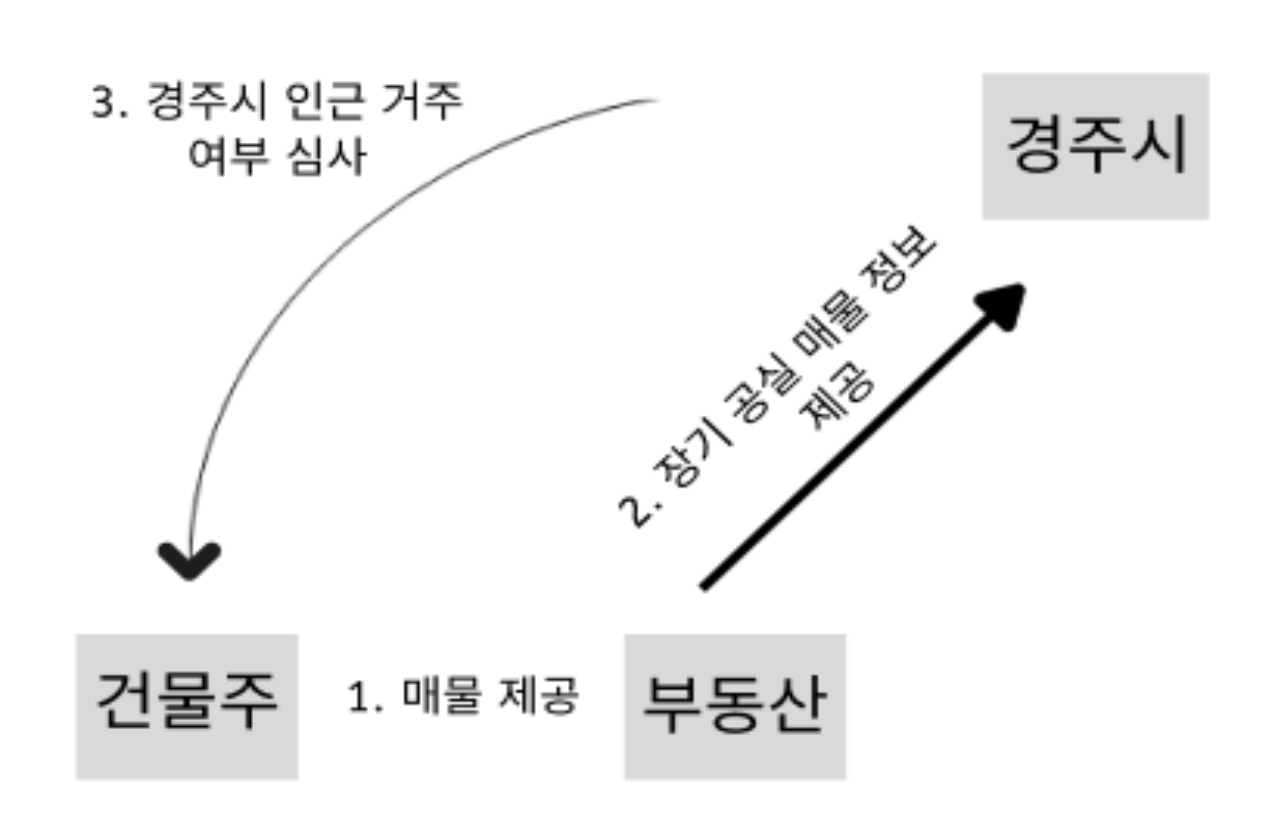 3. 경주시 인근 거주
여부 심사
경주시
2. 장기 공실 매물 정보
제공
건물주
1. 매물 제공
부동산